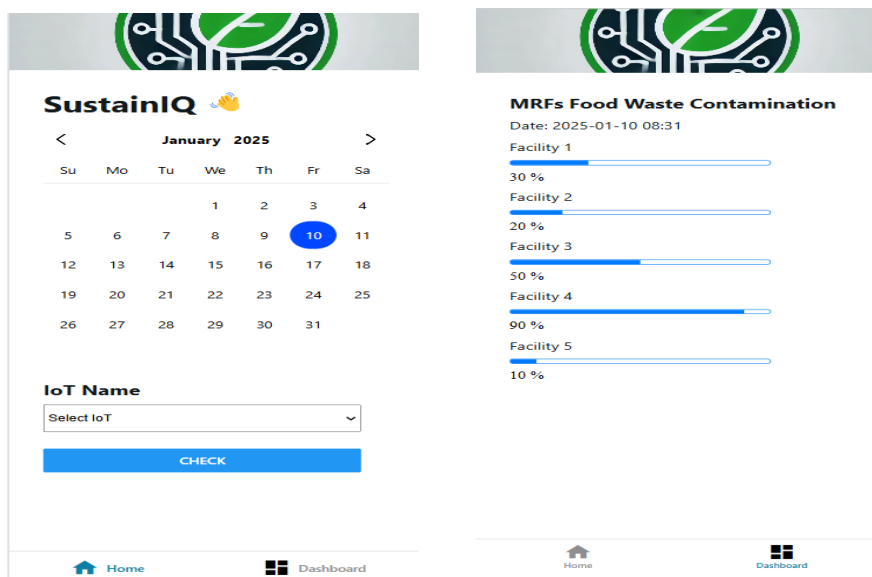 SustainIQ 👋
January 2025
Su Mo Tu We Th Fr Sa
1 2 3 4
5 6 7 8 9 10 11
12 13 14 15 16 17 18
19 20 21 22 23 24 25
26 27 28 29 30 31
IoT Name
Select IoT
CHECK
Home Dashboard
MRFs Food Waste Contamination
Date: 2025-01-10 08:31
Facility 1
30 %
Facility 2
20 %
Facility 3
50 %
Facility 4
90 %
Facility 5
10 %
Home Dashboard